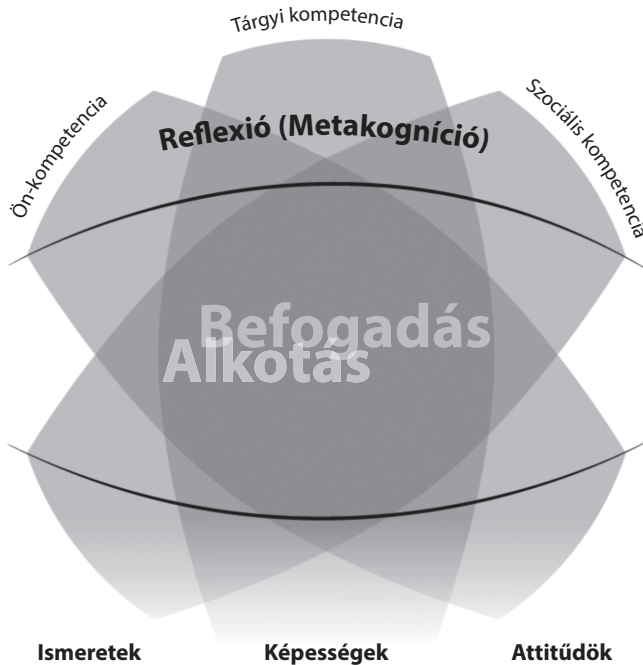 Tárgyi kompetencia
Ön-kompetencia
Szociális kompetencia
Reflexió (Metakogníció)
Befogadás
Alkotás
Ismeretek Képességek Attitűdök